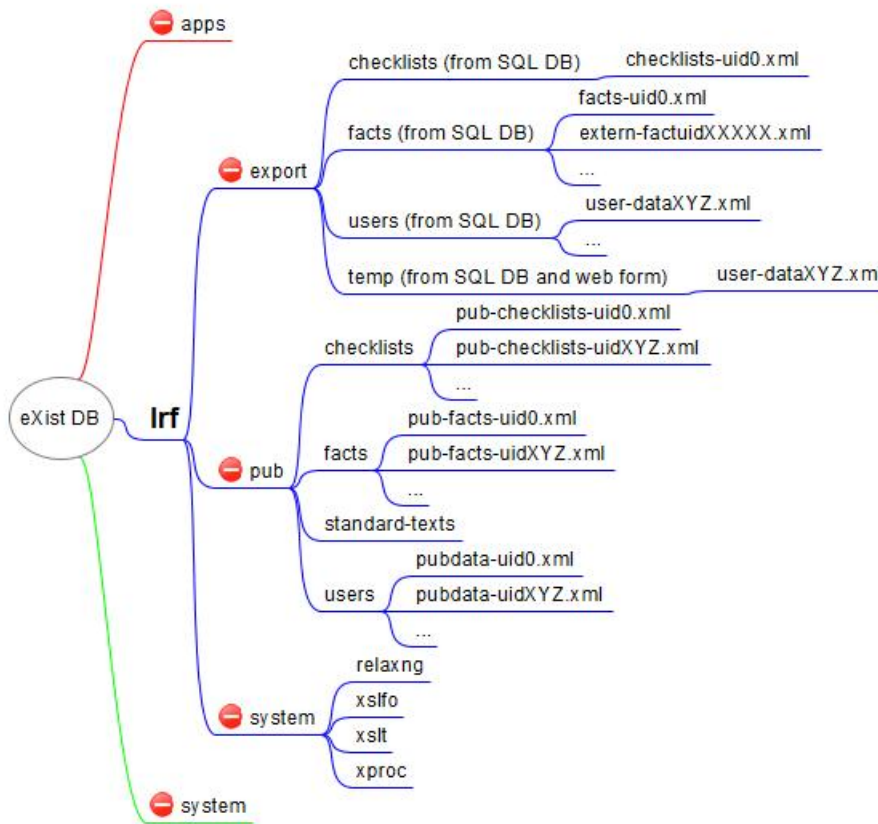 apps
checklists (from SQL DB)
checklists-uid0.xml
facts-uid0.xml
facts (from SQL DB)
extern-factuidXXXXX.xml
...
export
user-dataXYZ.xml
users (from SQL DB)
...
temp (from SQL DB and web form)
user-dataXYZ.xm
pub-checklists-uid0.xml
checklists
pub-checklists-uidXYZ.xml
...
eXist DB
lrf
pub-facts-uid0.xml
facts
pub-facts-uidXYZ.xml
...
pub
standard-texts
pubdata-uid0.xml
users
pubdata-uidXYZ.xml
...
relaxng
xslfo
system
xslt
xproc
system